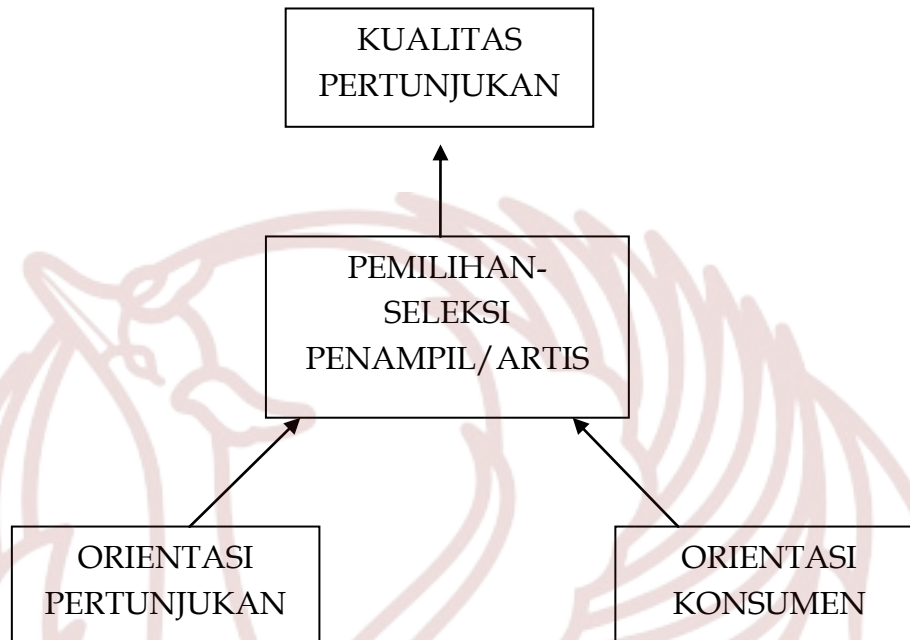 KUALITAS
PERTUNJUKAN
PEMILIHAN-
SELEKSI
PENAMPIL/ARTIS
ORIENTASI
PERTUNJUKAN
ORIENTASI
KONSUMEN